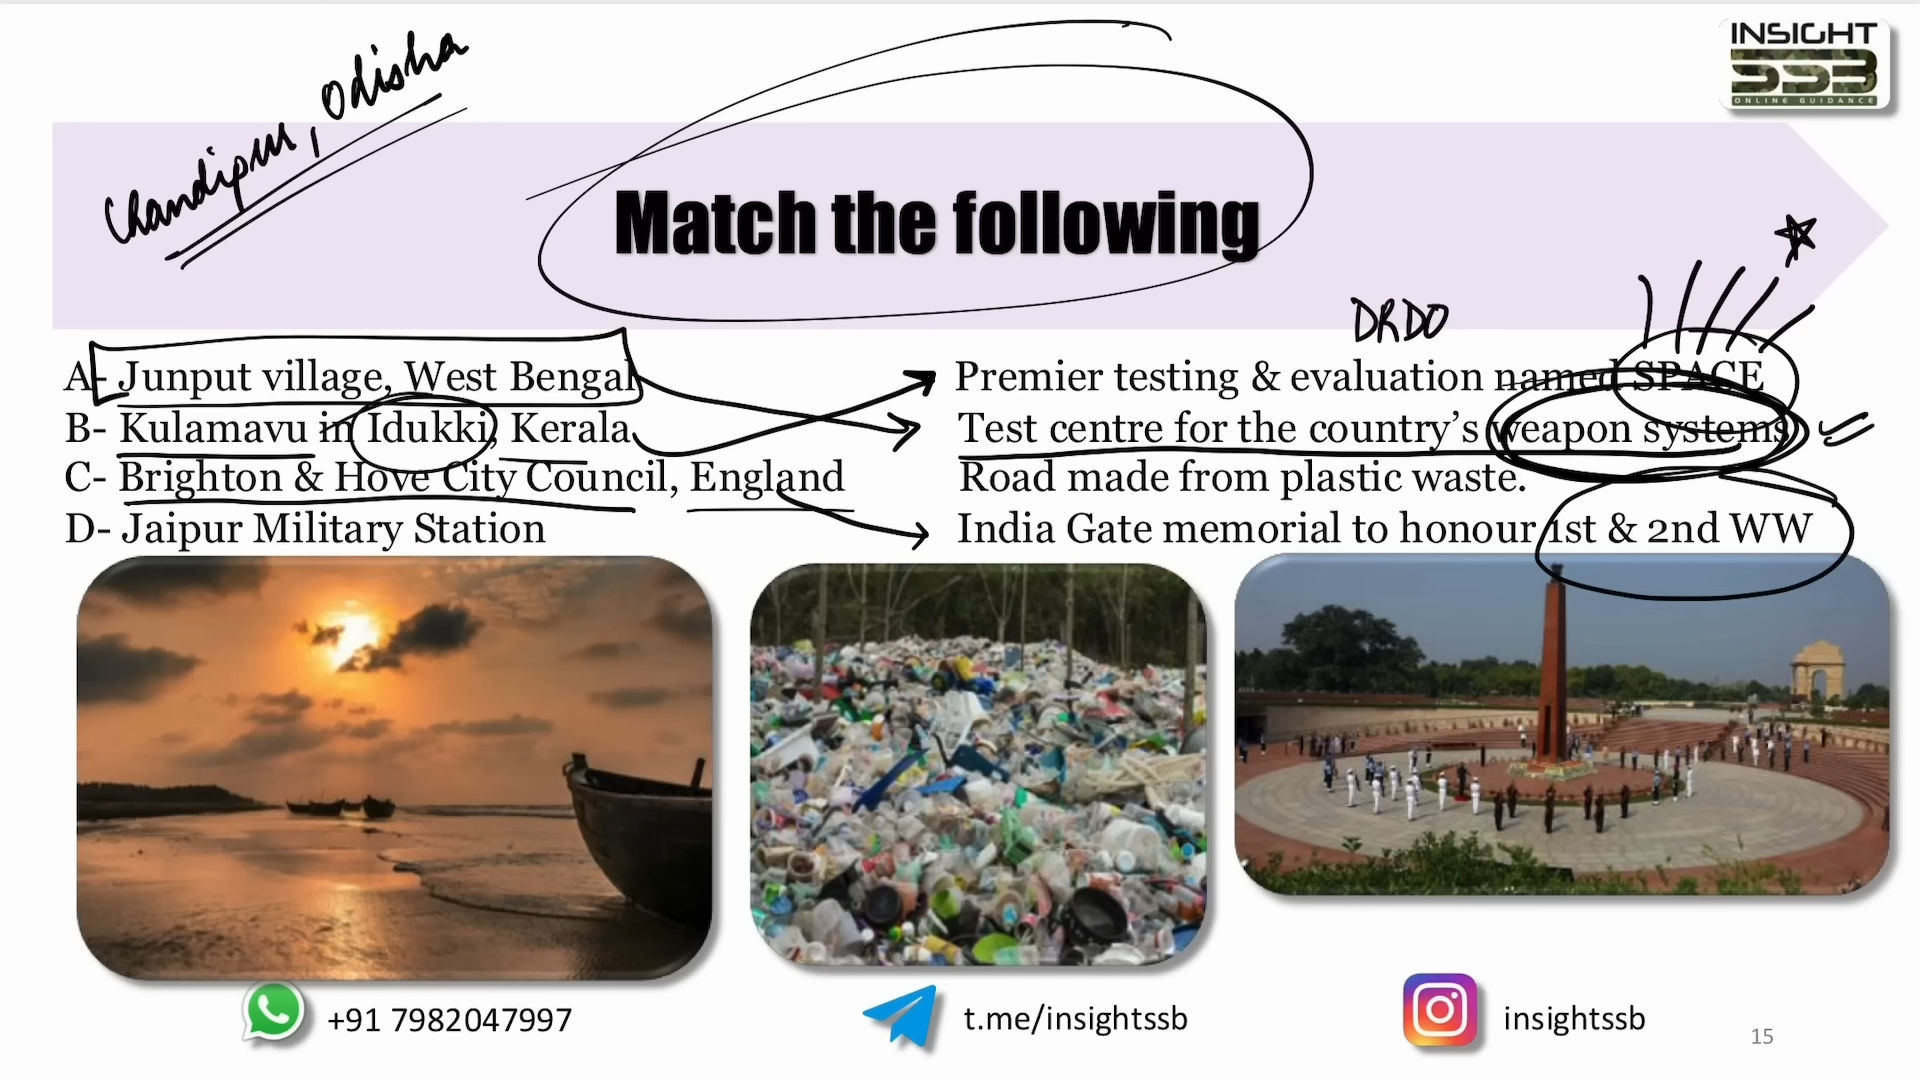 INSIGHT
SSB
ONLINE GUIDANCE
Chandipur, Odisha
Match the following
DRDO
A- Junput village, West Bengal
Premier testing & evaluation named SPACE
B- Kulamavu in Idukki, Kerala
Test centre for the country’s weapon systems
C- Brighton & Hove City Council, England
Road made from plastic waste.
D- Jaipur Military Station
India Gate memorial to honour 1st & 2nd WW
+91 7982047997
t.me/insightssb
insightssb
15